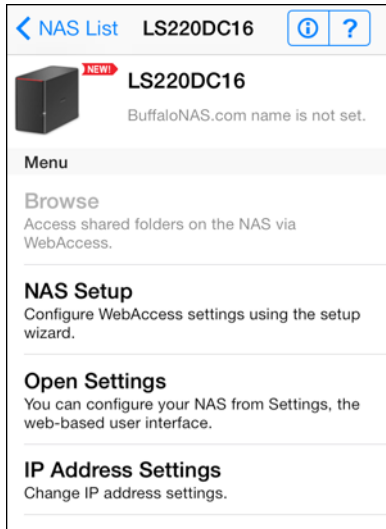 NAS List LS220DC16 ?
NEW!
LS220DC16
BuffaloNAS.com name is not set.
Menu
Browse
Access shared folders on the NAS via
WebAccess.
NAS Setup
Configure WebAccess settings using the setup
wizard.
Open Settings
You can configure your NAS from Settings, the
web-based user interface.
IP Address Settings
Change IP address settings.